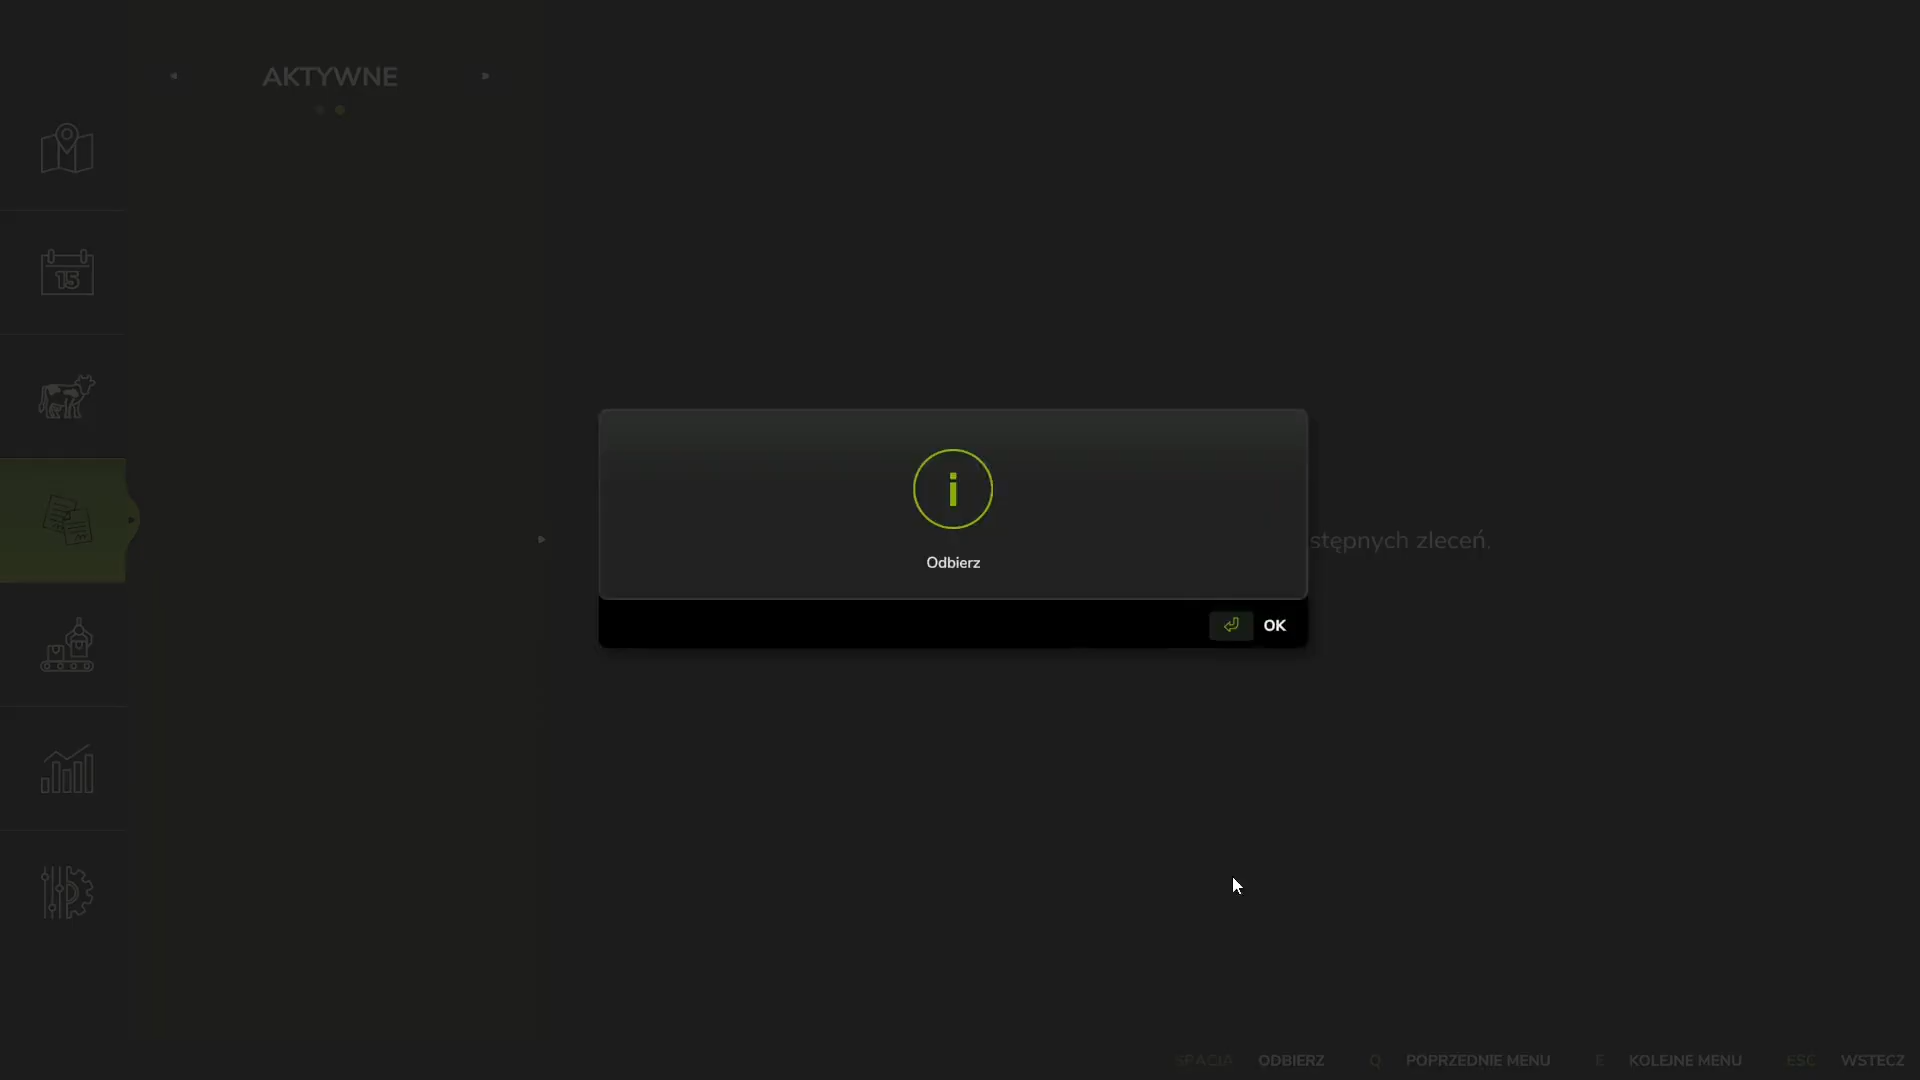 AKTYWNE
15
stępnych zleceń.
Odbierz
OK
SPACJA ODBIERZ Q POPRZEDNIE MENU E KOLEJNE MENU ESC WSTECZ